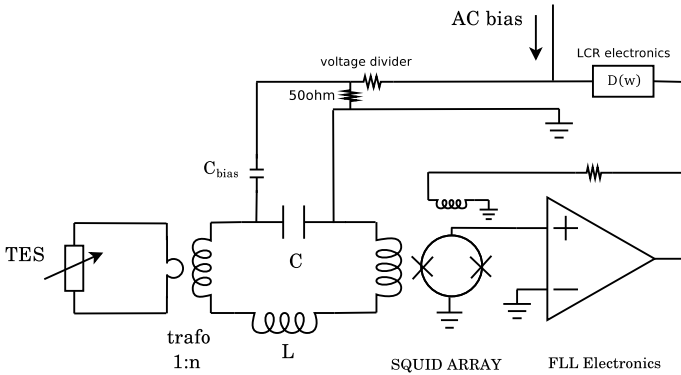 AC bias
LCR electronics
voltage divider
D(w)
50ohm
C_bias
TES
C
trafo
1:n
L
SQUID ARRAY
FLL Electronics